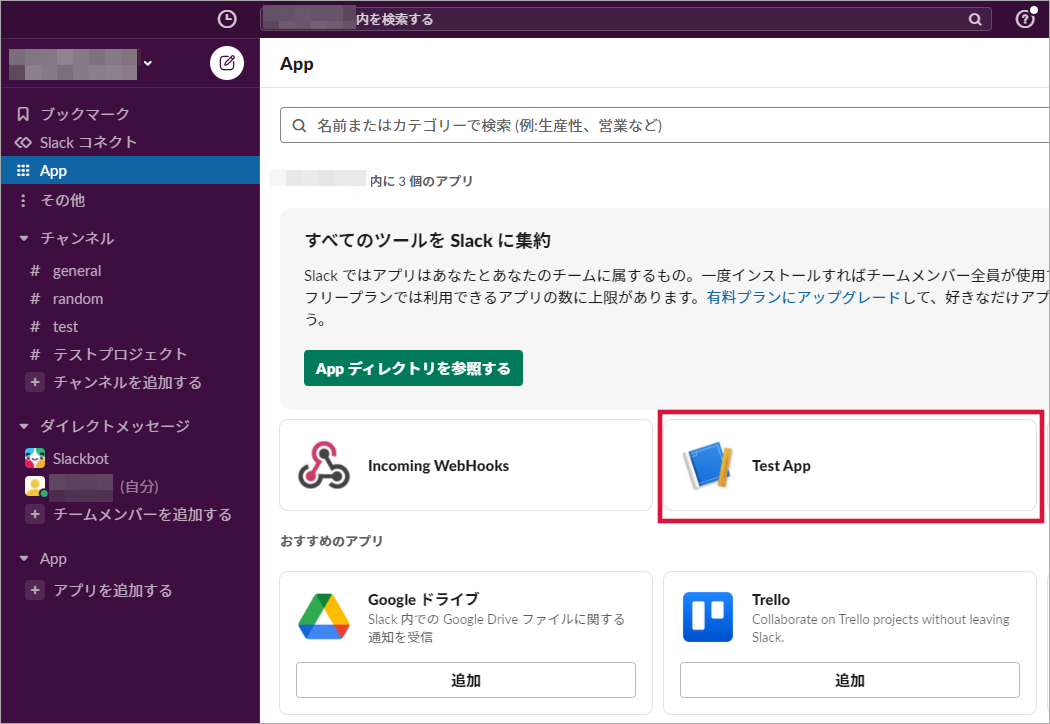 内を検索する
App
ブックマーク
Slack コネクト
App
その他
チャンネル
# general
# random
# test
# テストプロジェクト
+ チャンネルを追加する
ダイレクトメッセージ
Slackbot
(自分)
+ チームメンバーを追加する
App
+ アプリを追加する
名前またはカテゴリーで検索 (例:生産性、営業など)
内に 3 個のアプリ
すべてのツールを Slack に集約
Slack ではアプリはあなたとあなたのチームに属するもの。一度インストールすればチームメンバー全員が使用
フリープランでは利用できるアプリの数に上限があります。有料プランにアップグレードして、好きなだけアプ
う。
App ディレクトリを参照する
Incoming WebHooks
Test App
おすすめのアプリ
Google ドライブ
Slack 内での Google Drive ファイルに関する
通知を受信
追加
Trello
Collaborate on Trello projects without leaving
Slack.
追加